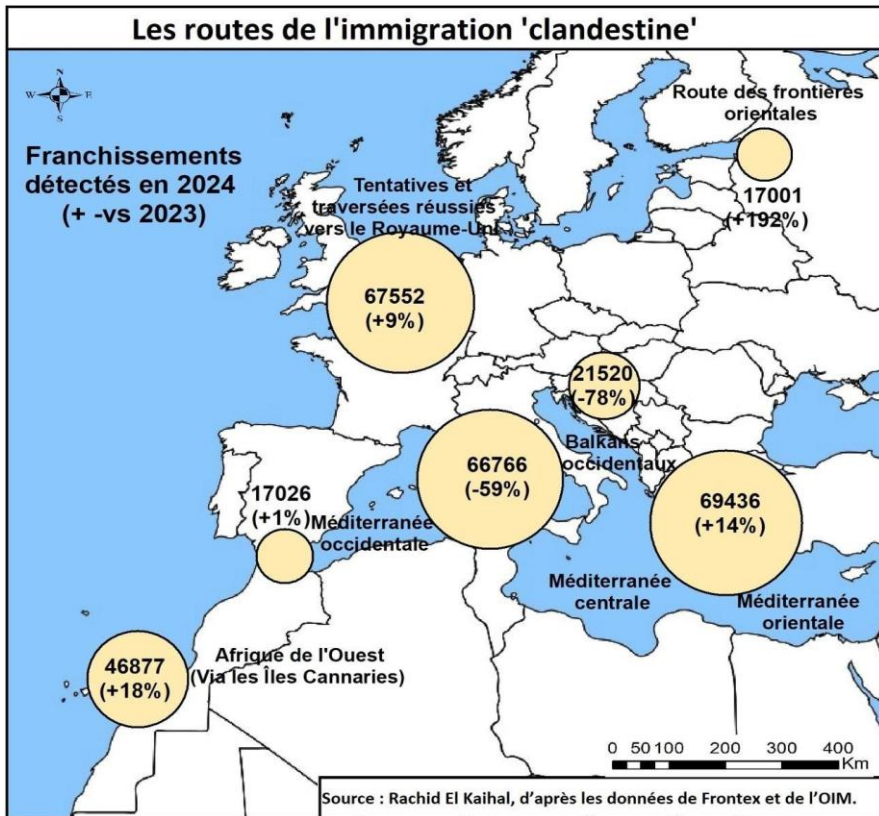 Les routes de l'immigration 'clandestine'
N
W E
S
Franchissements
détectés en 2024
(+ -vs 2023)
Route des frontières
orientales
17001
(+192%)
Tentatives et
traversées réussies
vers le Royaume-Uni
67552
(+9%)
21520
(-78%)
Balkans
occidentaux
66766
(-59%)
69436
(+14%)
17026
(+1%)
Méditerranée
occidentale
Méditerranée
centrale
Méditerranée
orientale
46877
(+18%)
Afrique de l'Ouest
(Via les Îles Cannaries)
0 50 100 200 300 400
Km
Source : Rachid El Kaihal, d’après les données de Frontex et de l’OIM.